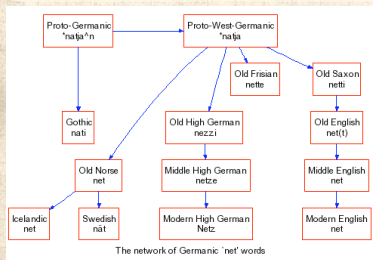 Proto-Germanic
*natja^n
Proto-West-Germanic
*natja
Old Frisian
nette
Old Saxon
netti
Gothic
nati
Old High German
nezzi
Old English
net(t)
Old Norse
net
Middle High German
netze
Middle English
net
Icelandic
net
Swedish
nät
Modern High German
Netz
Modern English
net
The network of Germanic `net' words